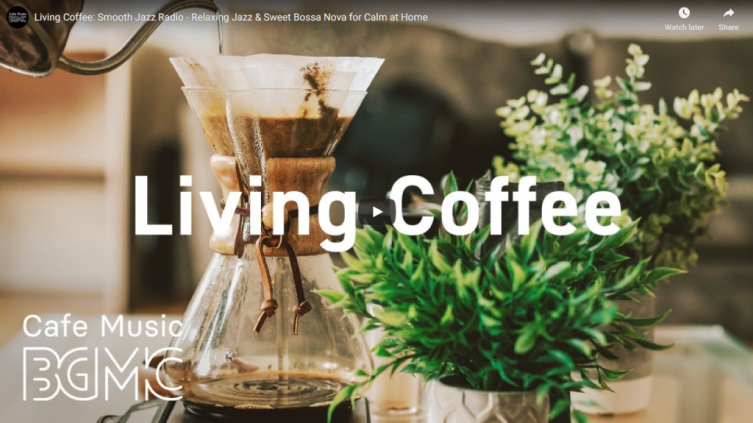 Living Coffee: Smooth Jazz Radio - Relaxing Jazz & Sweet Bossa Nova for Calm at Home
Watch later
Share
Living Coffee
Cafe Music
BGMC